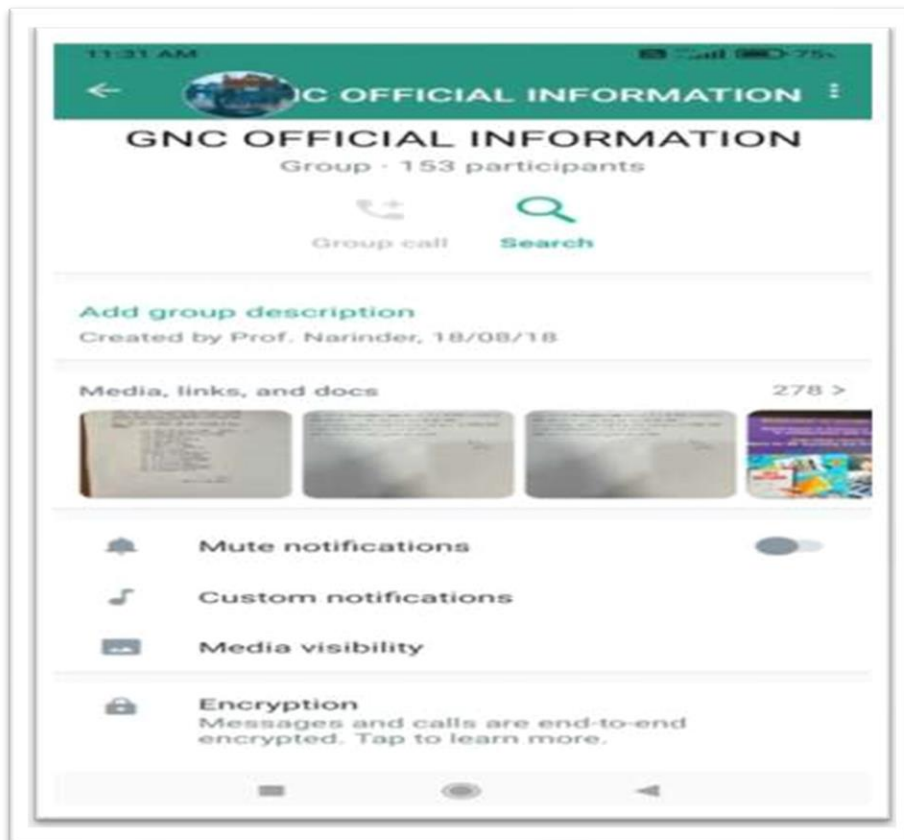 11:31 AM 75%
IC OFFICIAL INFORMATION
GNC OFFICIAL INFORMATION
Group · 153 participants
Group call Search
Add group description
Created by Prof. Narinder, 18/08/18
Media, links, and docs 278 >
Mute notifications
Custom notifications
Media visibility
Encryption
Messages and calls are end-to-end
encrypted. Tap to learn more.